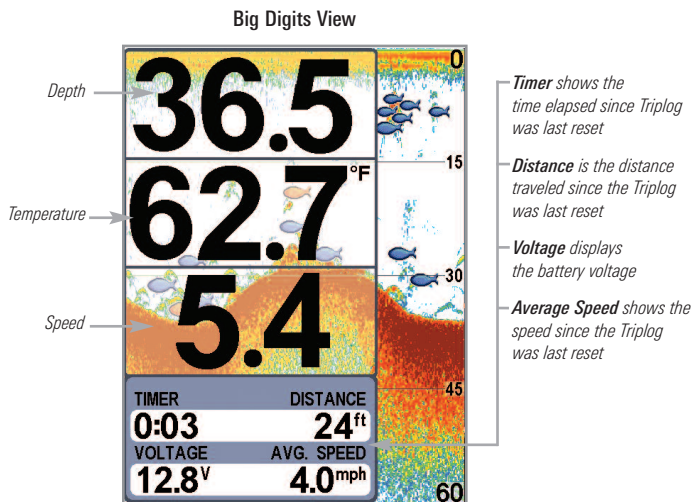 Big Digits View
Depth
36.5
Temperature
62.7°F
Speed
5.4
TIMER DISTANCE
0:03 24ft
VOLTAGE AVG. SPEED
12.8V 4.0mph
0
15
30
45
60
Timer shows the
time elapsed since Triplog
was last reset
Distance is the distance
traveled since the Triplog
was last reset
Voltage displays
the battery voltage
Average Speed shows the
speed since the Triplog
was last reset